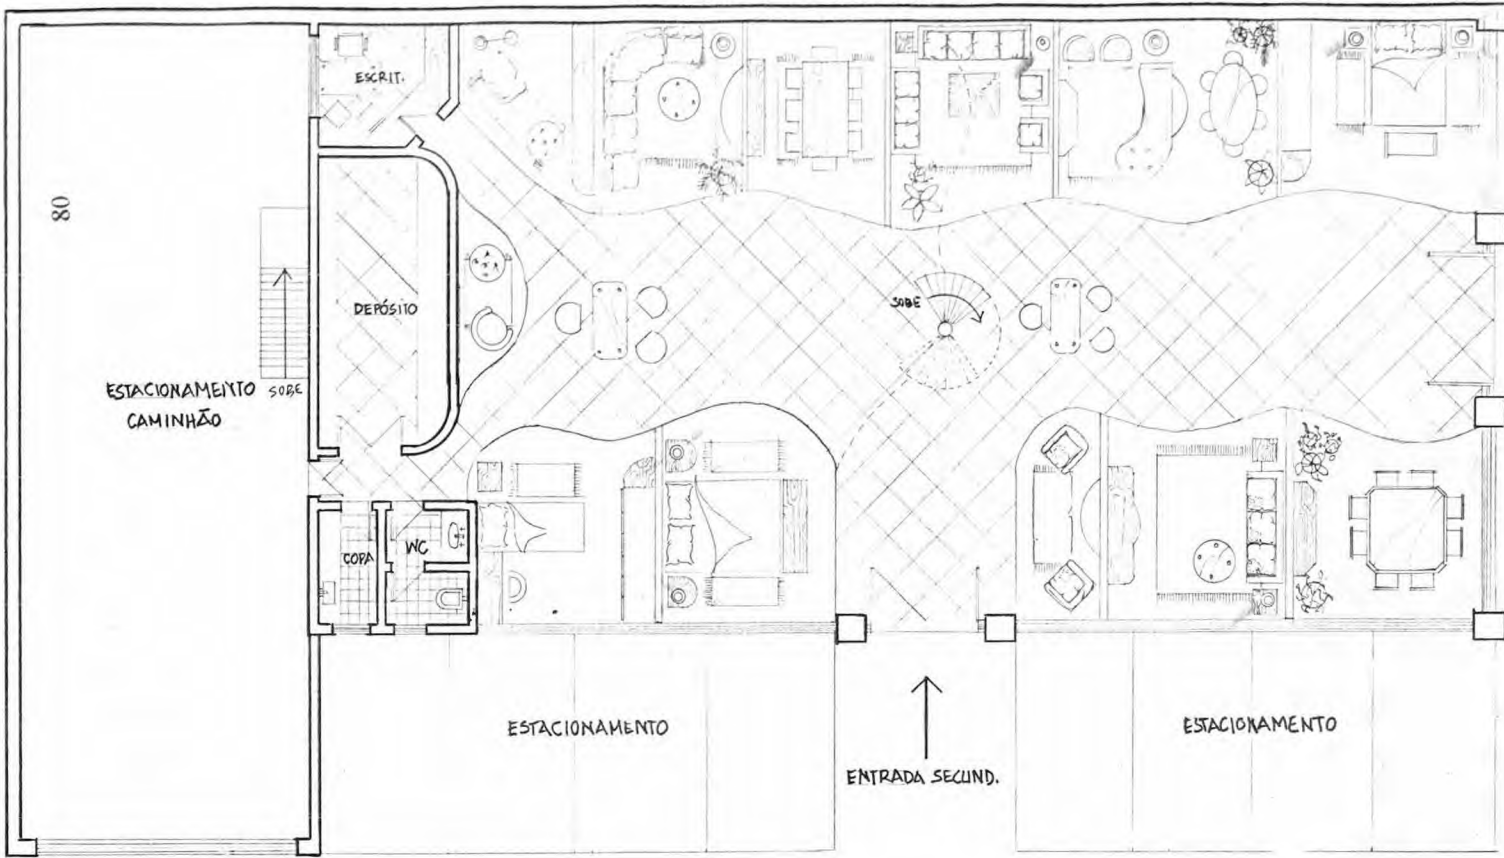 ESCRIT.
80
DEPÓSITO
SOBE
ESTACIONAMENTO
CAMINHÃO
SOBE
COPA
WC
ESTACIONAMENTO
ESTACIONAMENTO
ENTRADA SECUND.